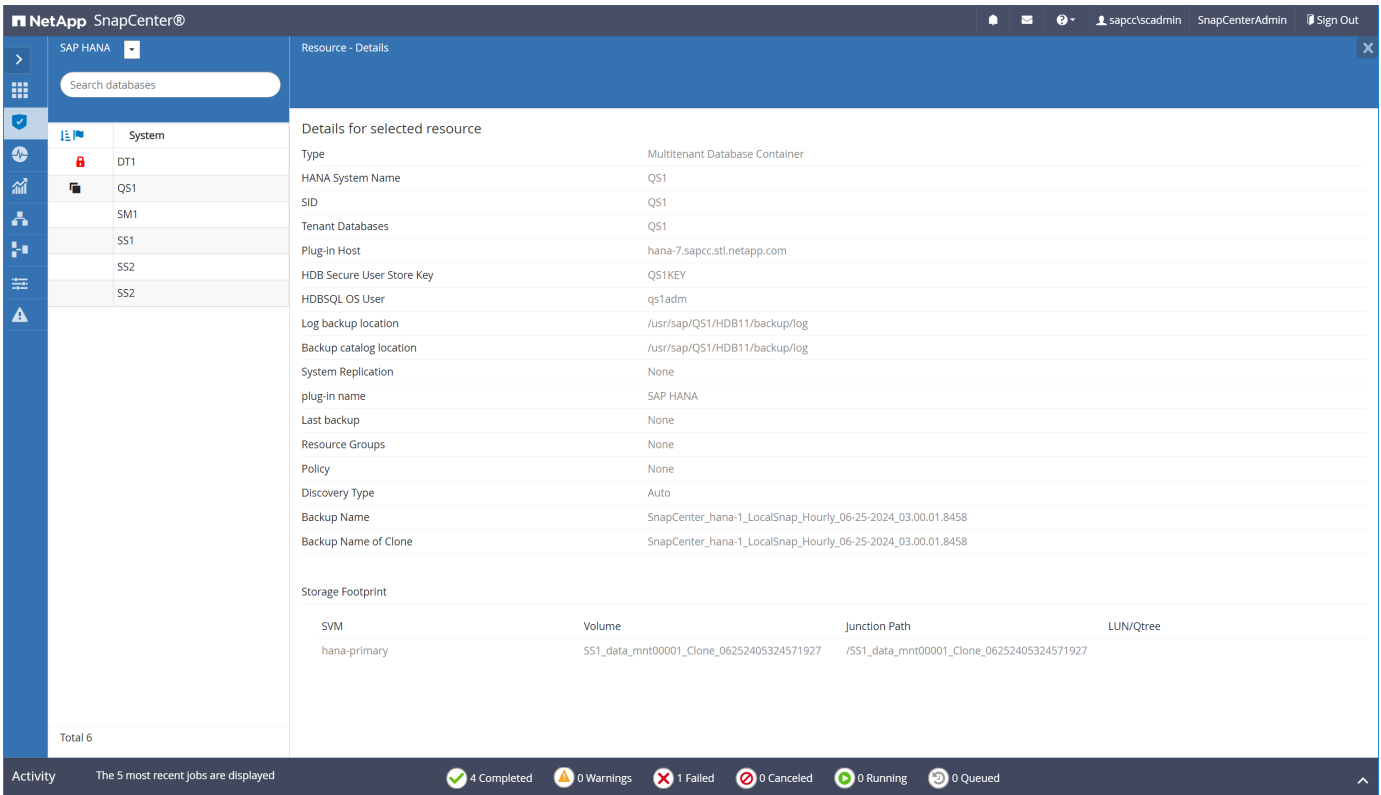 NetApp SnapCenter®
sapcc\scadmin SnapCenterAdmin Sign Out
SAP HANA
Search databases
System
DT1
QS1
SM1
SS1
SS2
SS2
Total 6
Resource - Details
Details for selected resource
Type Multitenant Database Container
HANA System Name QS1
SID QS1
Tenant Databases QS1
Plug-in Host hana-7.sapcc.stl.netapp.com
HDB Secure User Store Key QS1KEY
HDBSQL OS User qs1adm
Log backup location /usr/sap/QS1/HDB11/backup/log
Backup catalog location /usr/sap/QS1/HDB11/backup/log
System Replication None
plug-in name SAP HANA
Last backup None
Resource Groups None
Policy None
Discovery Type Auto
Backup Name SnapCenter_hana-1_LocalSnap_Hourly_06-25-2024_03.00.01.8458
Backup Name of Clone SnapCenter_hana-1_LocalSnap_Hourly_06-25-2024_03.00.01.8458
Storage Footprint
SVM Volume Junction Path LUN/Qtree
hana-primary SS1_data_mnt00001_Clone_06252405324571927 /SS1_data_mnt00001_Clone_06252405324571927
Activity The 5 most recent jobs are displayed 4 Completed 0 Warnings 1 Failed 0 Canceled 0 Running 0 Queued